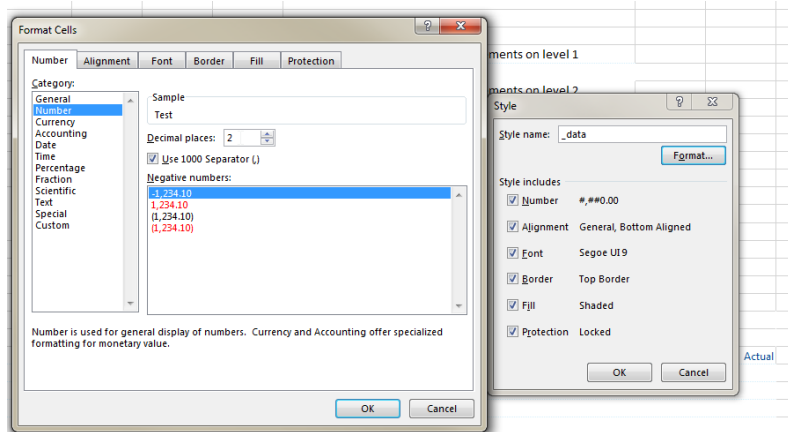 Format Cells
Number Alignment Font Border Fill Protection
Category:
General
Number
Currency
Accounting
Date
Time
Percentage
Fraction
Scientific
Text
Special
Custom
Sample
Test
Decimal places: 2
Use 1000 Separator (,)
Negative numbers:
-1,234.10
1,234.10
(1,234.10)
(1,234.10)
Number is used for general display of numbers. Currency and Accounting offer specialized
formatting for monetary value.
OK Cancel
ments on level 1
ments on level 2
Style
Style name: _data
Format...
Style includes
Number #,##0.00
Alignment General, Bottom Aligned
Font Segoe UI 9
Border Top Border
Fill Shaded
Protection Locked
OK Cancel
Actual